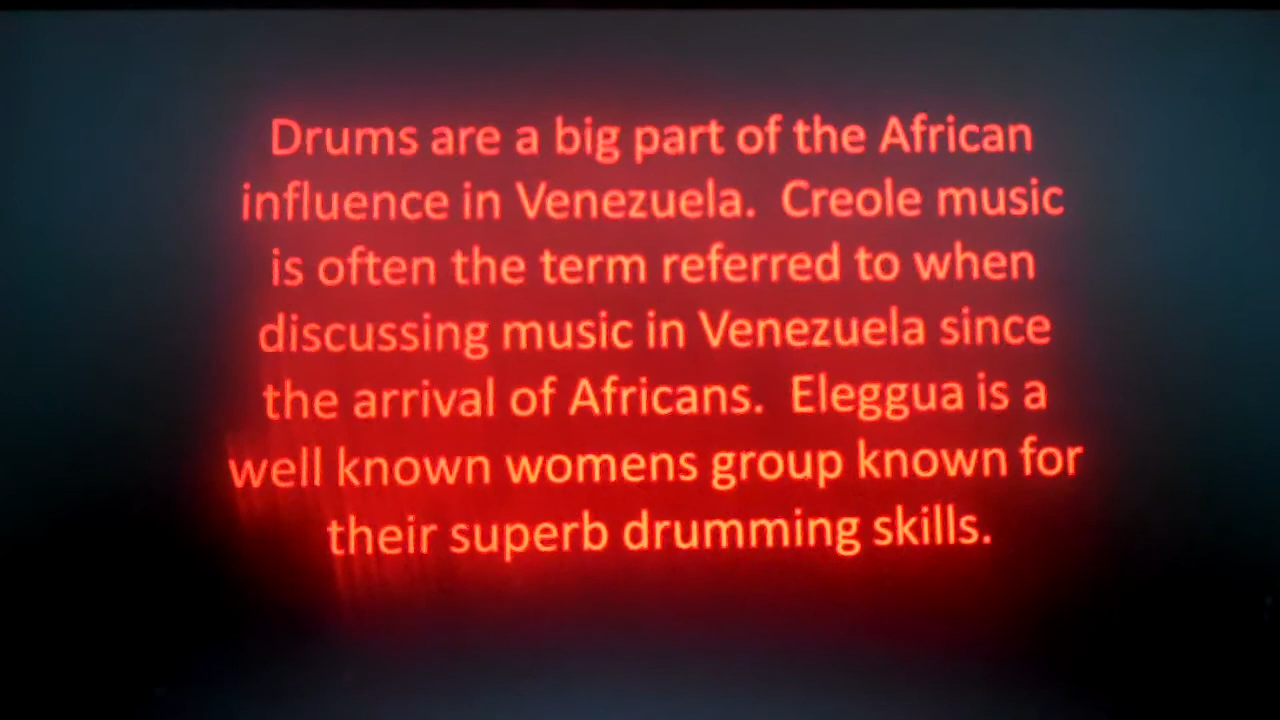 Drums are a big part of the African
influence in Venezuela.  Creole music
is often the term referred to when
discussing music in Venezuela since
the arrival of Africans.  Eleggua is a
well known womens group known for
their superb drumming skills.